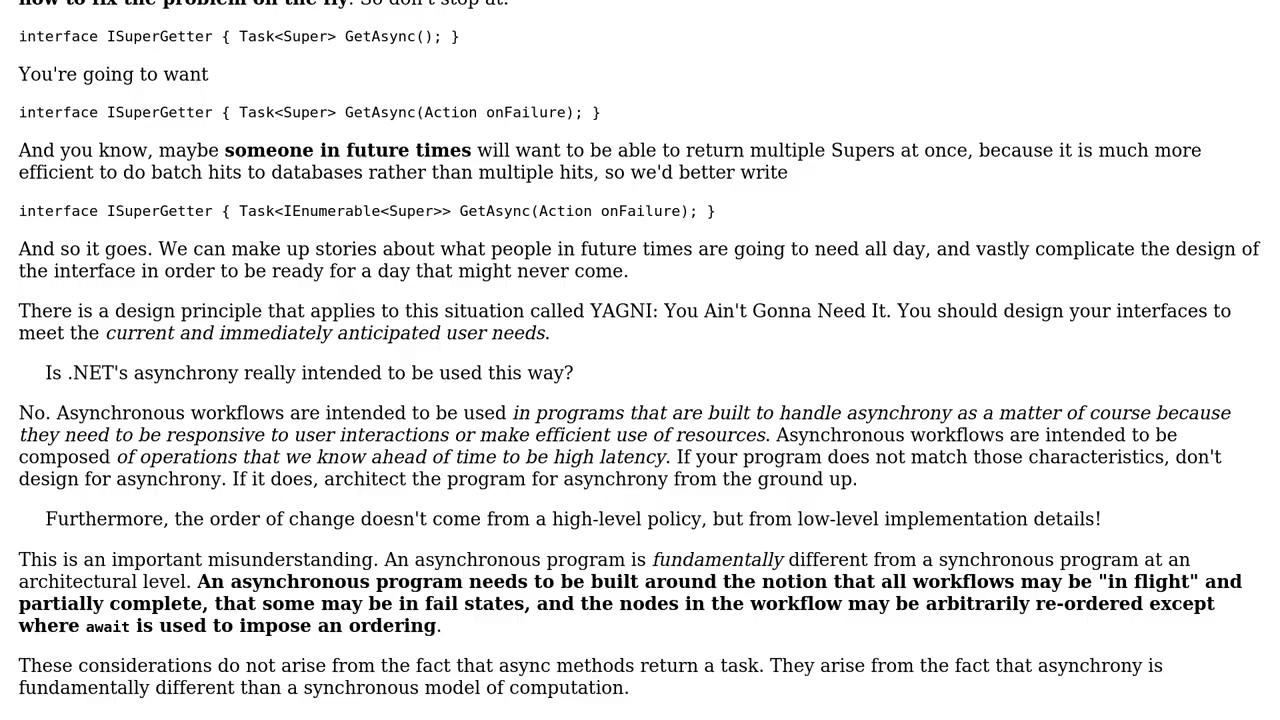 how to fix the problem on the fly. So don't stop at:
interface ISuperGetter { Task<Super> GetAsync(); }
You're going to want
interface ISuperGetter { Task<Super> GetAsync(Action onFailure); }
And you know, maybe someone in future times will want to be able to return multiple Supers at once, because it is much more
efficient to do batch hits to databases rather than multiple hits, so we'd better write
interface ISuperGetter { Task<IEnumerable<Super>> GetAsync(Action onFailure); }
And so it goes. We can make up stories about what people in future times are going to need all day, and vastly complicate the design of
the interface in order to be ready for a day that might never come.
There is a design principle that applies to this situation called YAGNI: You Ain't Gonna Need It. You should design your interfaces to
meet the current and immediately anticipated user needs.
Is .NET's asynchrony really intended to be used this way?
No. Asynchronous workflows are intended to be used in programs that are built to handle asynchrony as a matter of course because
they need to be responsive to user interactions or make efficient use of resources. Asynchronous workflows are intended to be
composed of operations that we know ahead of time to be high latency. If your program does not match those characteristics, don't
design for asynchrony. If it does, architect the program for asynchrony from the ground up.
Furthermore, the order of change doesn't come from a high-level policy, but from low-level implementation details!
This is an important misunderstanding. An asynchronous program is fundamentally different from a synchronous program at an
architectural level. An asynchronous program needs to be built around the notion that all workflows may be "in flight" and
partially complete, that some may be in fail states, and the nodes in the workflow may be arbitrarily re-ordered except
where await is used to impose an ordering.
These considerations do not arise from the fact that async methods return a task. They arise from the fact that asynchrony is
fundamentally different than a synchronous model of computation.